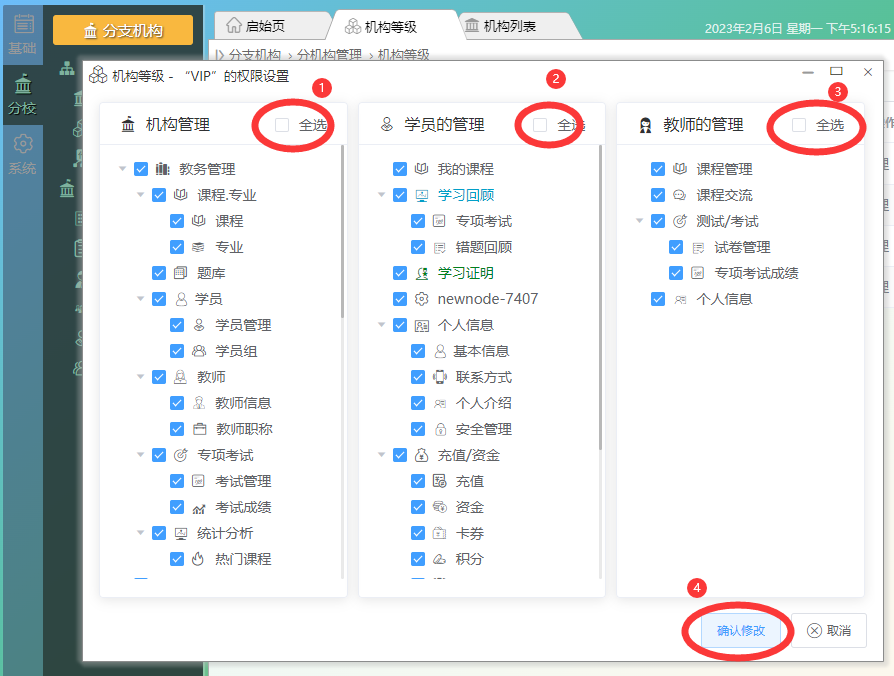 基础
分支机构
启始页
机构等级
机构列表
2023年2月6日 星期一 下午5:16:15
分支机构 › 分机构管理 › 机构等级
机构等级 - “VIP”的权限设置
分校
系统
1
2
3
机构管理
全选
教务管理
课程.专业
课程
专业
题库
学员
学员管理
学员组
教师
教师信息
教师职称
专项考试
考试管理
考试成绩
统计分析
热门课程
学员的管理
全选
我的课程
学习回顾
专项考试
错题回顾
学习证明
newnode-7407
个人信息
基本信息
联系方式
个人介绍
安全管理
充值/资金
充值
资金
卡券
积分
教师的管理
全选
课程管理
课程交流
测试/考试
试卷管理
专项考试成绩
个人信息
4
确认修改
取消